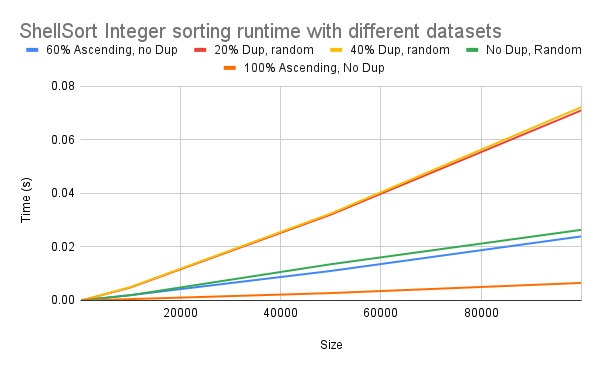 ShellSort Integer sorting runtime with different datasets
60% Ascending, no Dup 20% Dup, random 40% Dup, random No Dup, Random
100% Ascending, No Dup
0.08
0.06
0.04
0.02
0.00
Time (s)
20000 40000 60000 80000
Size